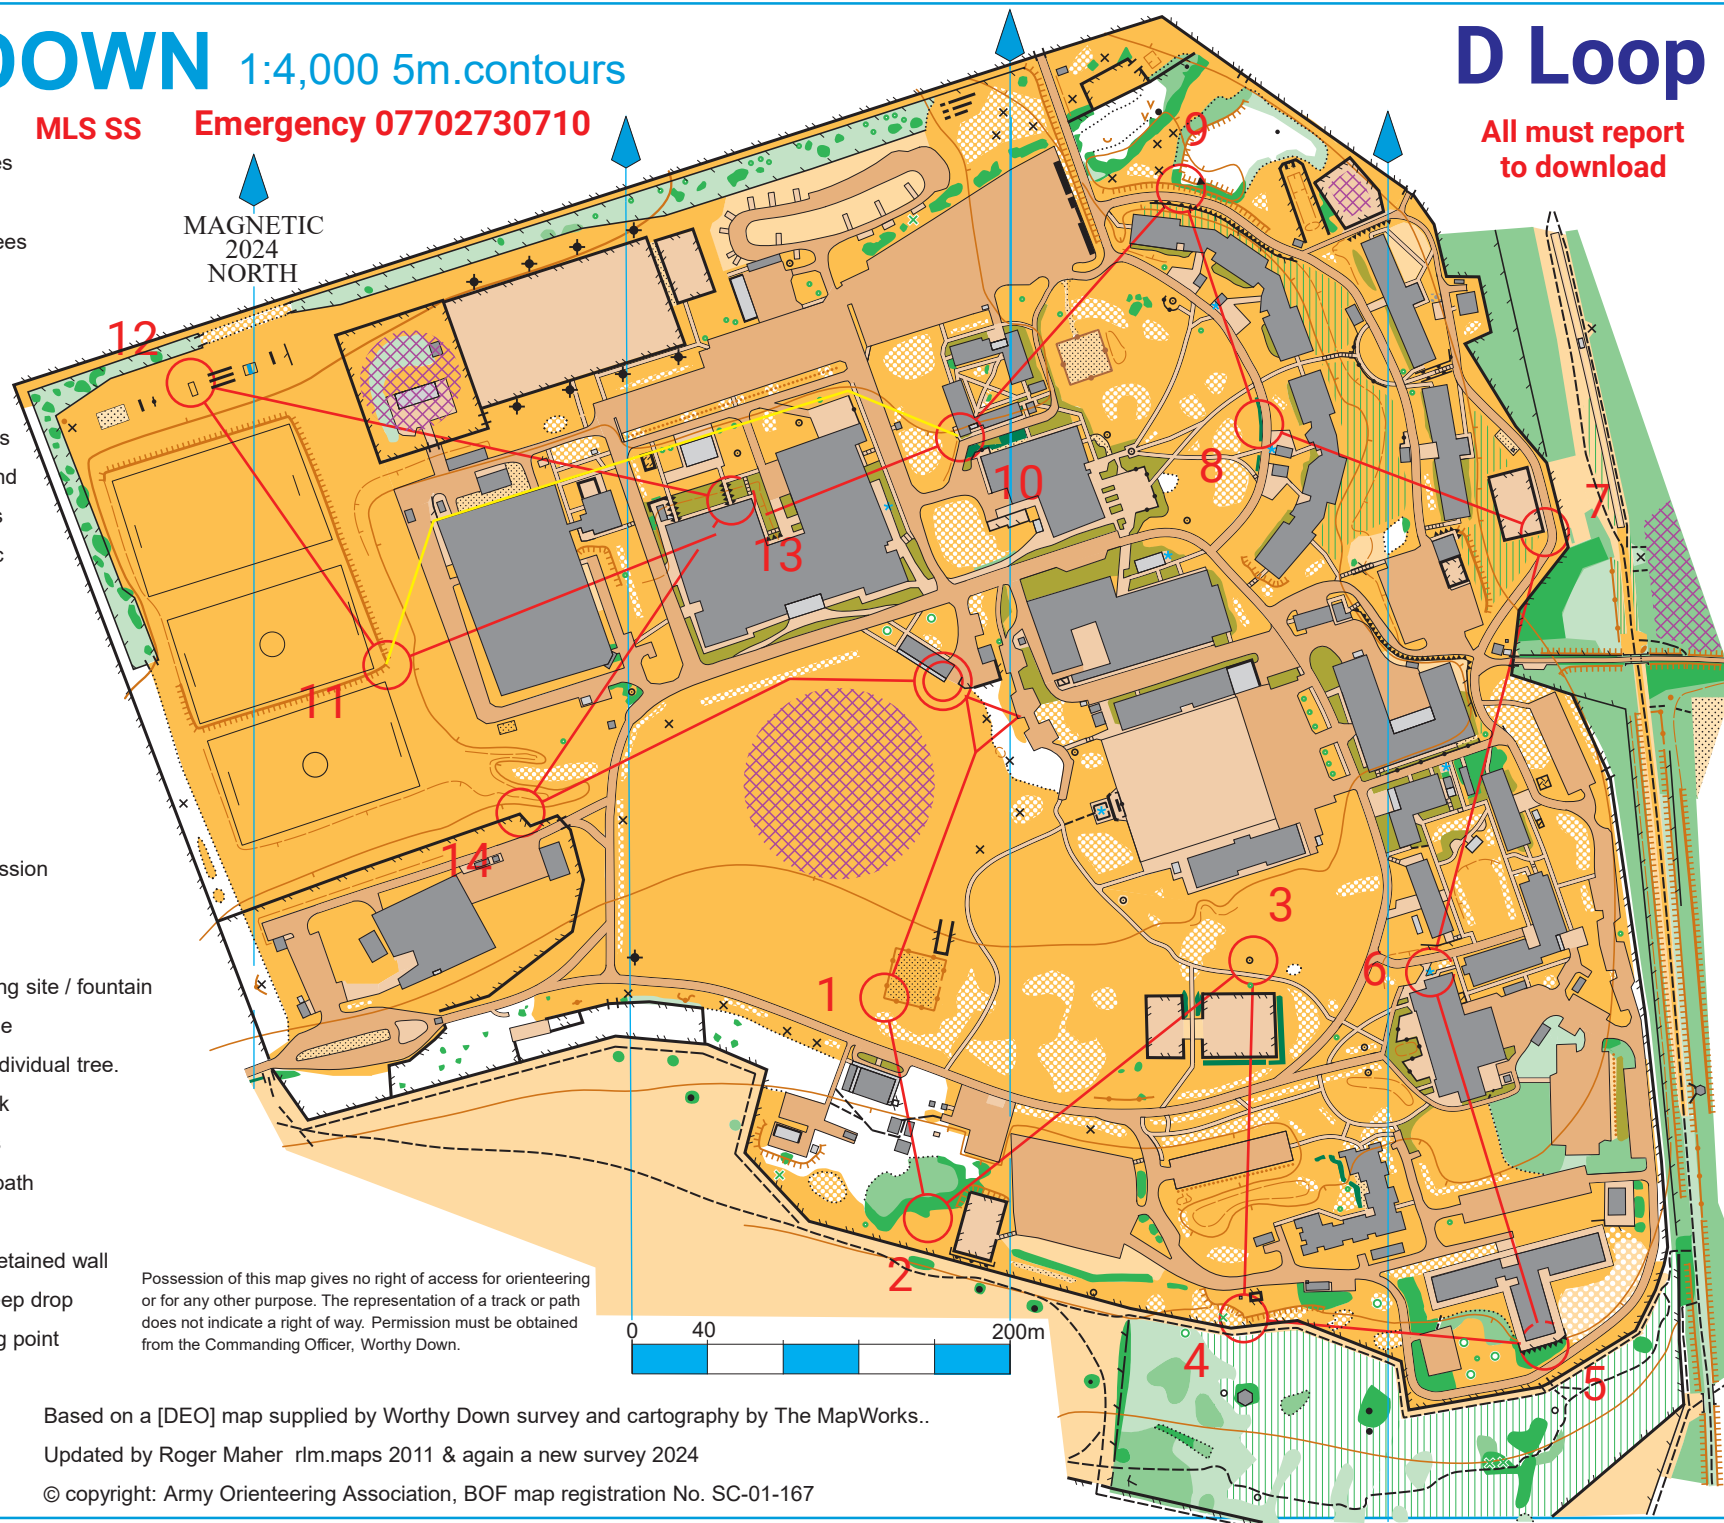 DOWN 1:4,000 5m.contours
D Loop
MLS SS
Emergency 07702730710
All must report
to download
es
MAGNETIC
2024
NORTH
ees
s
nd
s
c
ssion
ng site / fountain
e
dividual tree.
k
path
etained wall
ep drop
g point
1
2
3
4
5
6
7
8
9
10
11
12
13
14
Possession of this map gives no right of access for orienteering
or for any other purpose. The representation of a track or path
does not indicate a right of way. Permission must be obtained
from the Commanding Officer, Worthy Down.
0 40 200m
Based on a [DEO] map supplied by Worthy Down survey and cartography by The MapWorks..
Updated by Roger Maher rlm.maps 2011 & again a new survey 2024
© copyright: Army Orienteering Association, BOF map registration No. SC-01-167